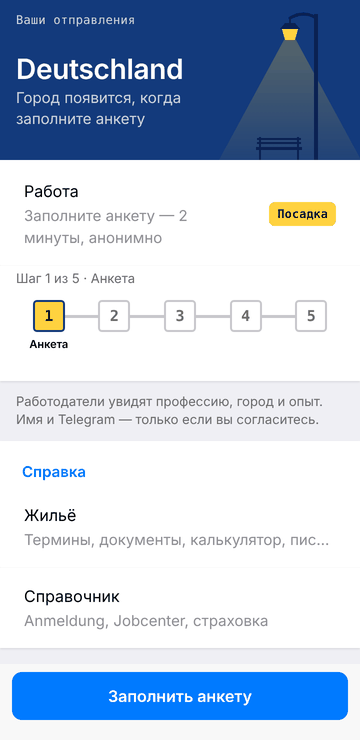 Ваши отправления
Deutschland
Город появится, когда
заполните анкету
Работа
Заполните анкету — 2
минуты, анонимно
Посадка
Шаг 1 из 5 · Анкета
1 2 3 4 5
Анкета
Работодатели увидят профессию, город и опыт.
Имя и Telegram — только если вы согласитесь.
Справка
Жильё
Термины, документы, калькулятор, пис...
Справочник
Anmeldung, Jobcenter, страховка
Заполнить анкету